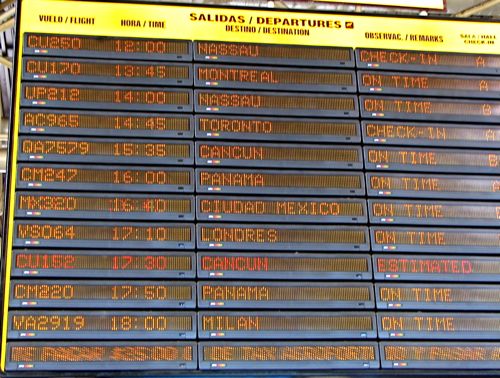 SALIDAS / DEPARTURES
VUELO / FLIGHT HORA / TIME DESTINO / DESTINATION OBSERVAC. / REMARKS SALA / HALL CHECK-IN
CU250 12:00 NASSAU CHECK-IN A
CU170 13:45 MONTREAL ON TIME A
UP212 14:00 NASSAU ON TIME B
AC965 14:45 TORONTO CHECK-IN A
QA7579 15:35 CANCUN ON TIME B
CM247 16:00 PANAMA ON TIME
MX320 16:40 CIUDAD MEXICO ON TIME
VS064 17:10 LONDRES ON TIME
CU152 17:30 CANCUN ESTIMATED
CM220 17:50 PANAMA ON TIME
VA2919 18:00 MILAN ON TIME